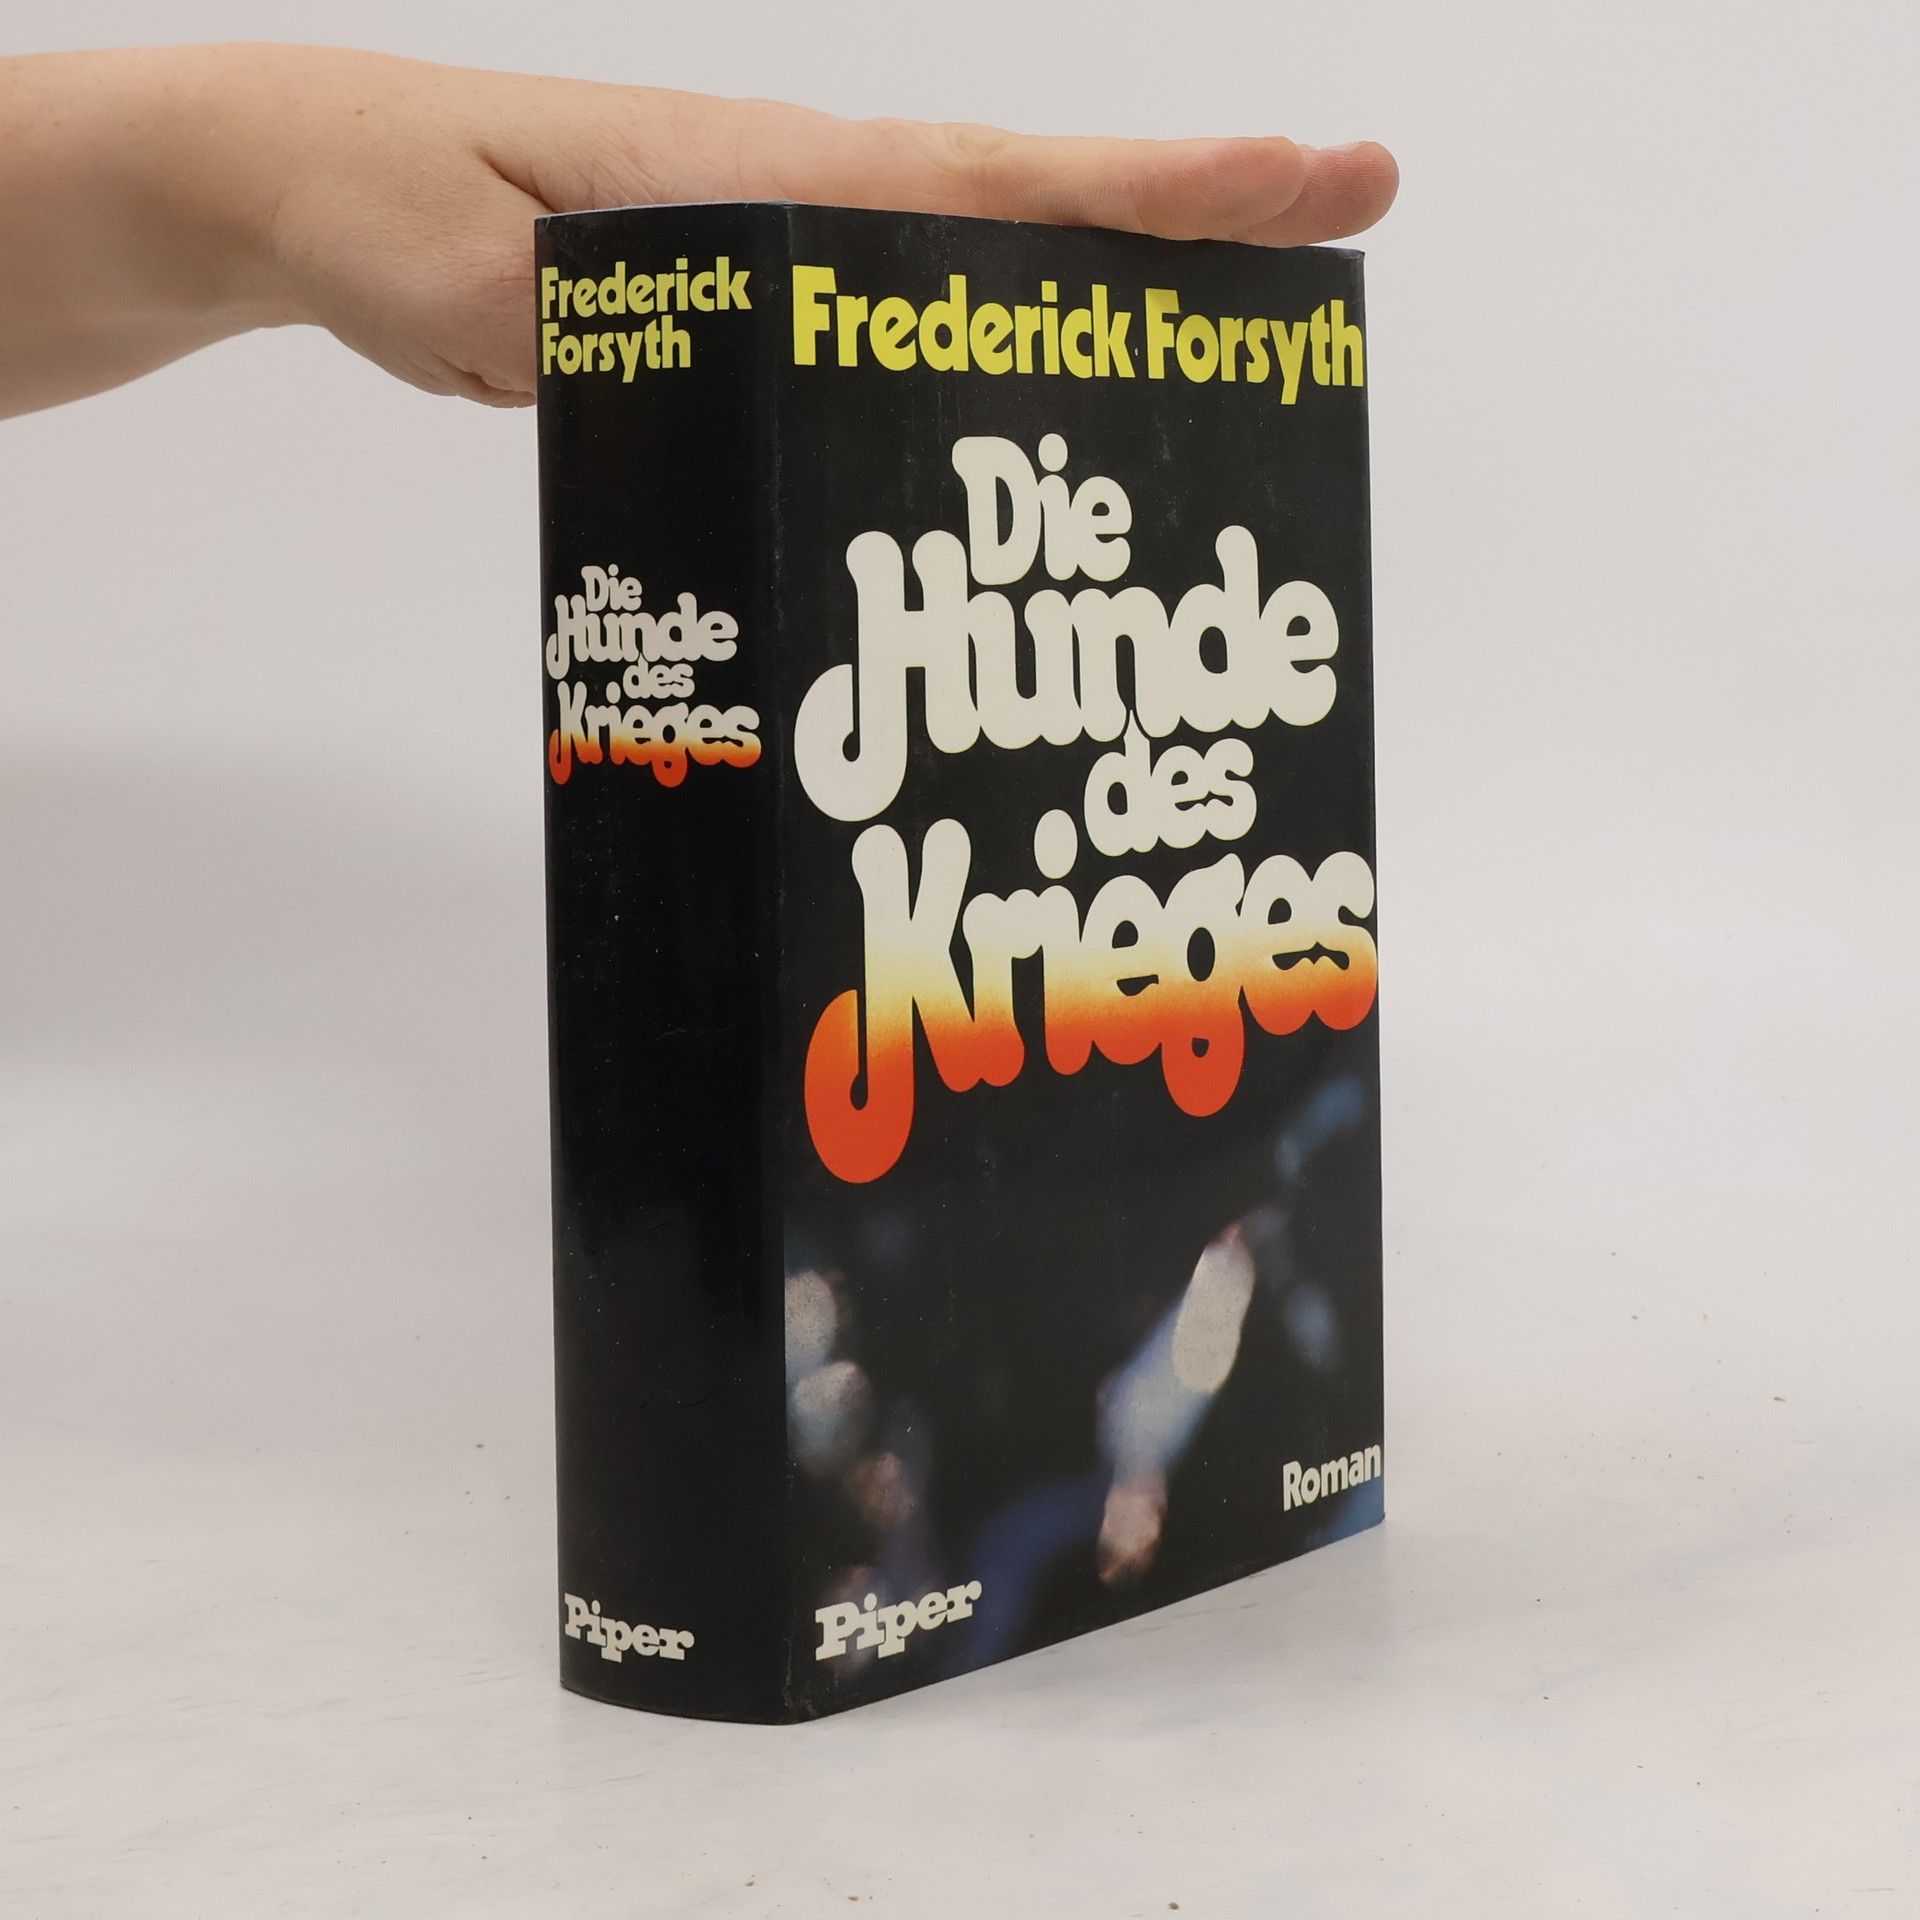 Frederick
Forsyth
Die
Hunde
des
Krieges
Piper
Frederick Forsyth
Die
Hunde
des
Krieges
Roman
Piper